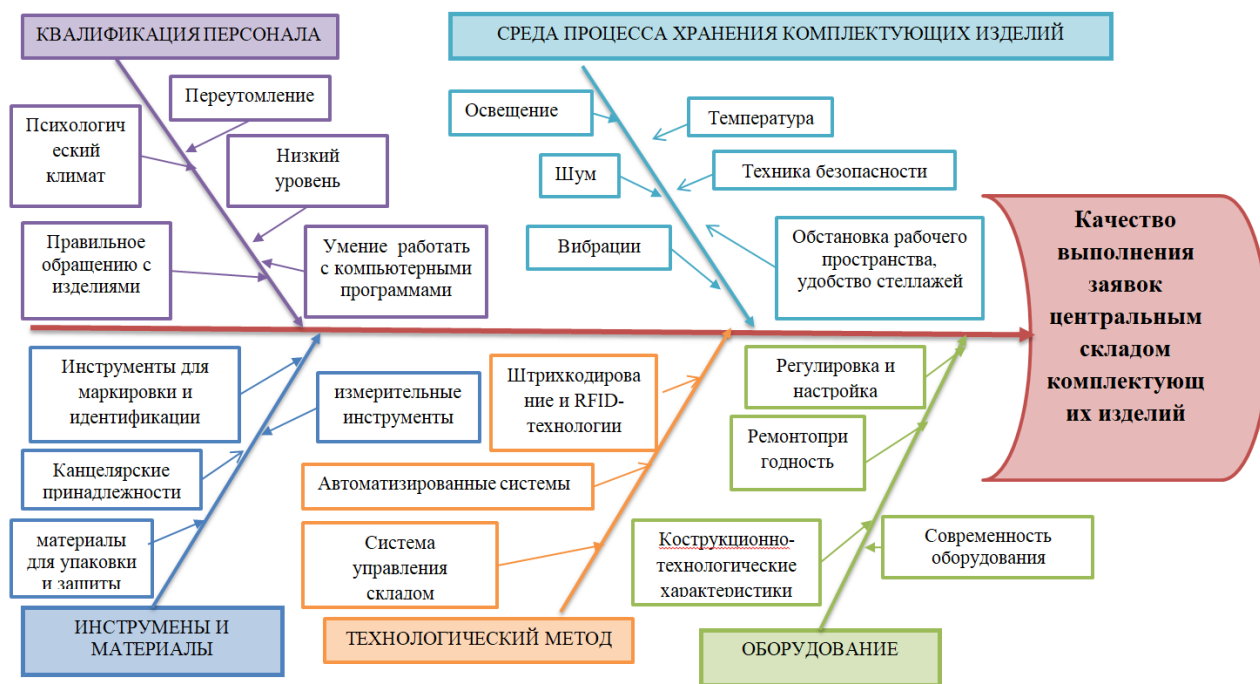 КВАЛИФИКАЦИЯ ПЕРСОНАЛА
СРЕДА ПРОЦЕССА ХРАНЕНИЯ КОМПЛЕКТУЮЩИХ ИЗДЕЛИЙ
Переутомление
Психологич
еский
климат
Низкий
уровень
Правильное
обращению с
изделиями
Умение работать
с компьютерными
программами
Освещение
Температура
Шум
Техника безопасности
Вибрации
Обстановка рабочего
пространства,
удобство стеллажей
Качество
выполнения
заявок
центральным
складом
комплектующ
их изделий
Инструменты для
маркировки и
идентификации
измерительные
инструменты
Канцелярские
принадлежности
материалы
для упаковки
и защиты
Штрихкодирова
ние и RFID-
технологии
Автоматизированные системы
Система
управления
складом
Регулировка и
настройка
Ремонтопри
годность
Кострукционно-
технологические
характеристики
Современность
оборудования
ИНСТРУМЕНЫ И
МАТЕРИАЛЫ
ТЕХНОЛОГИЧЕСКИЙ МЕТОД
ОБОРУДОВАНИЕ